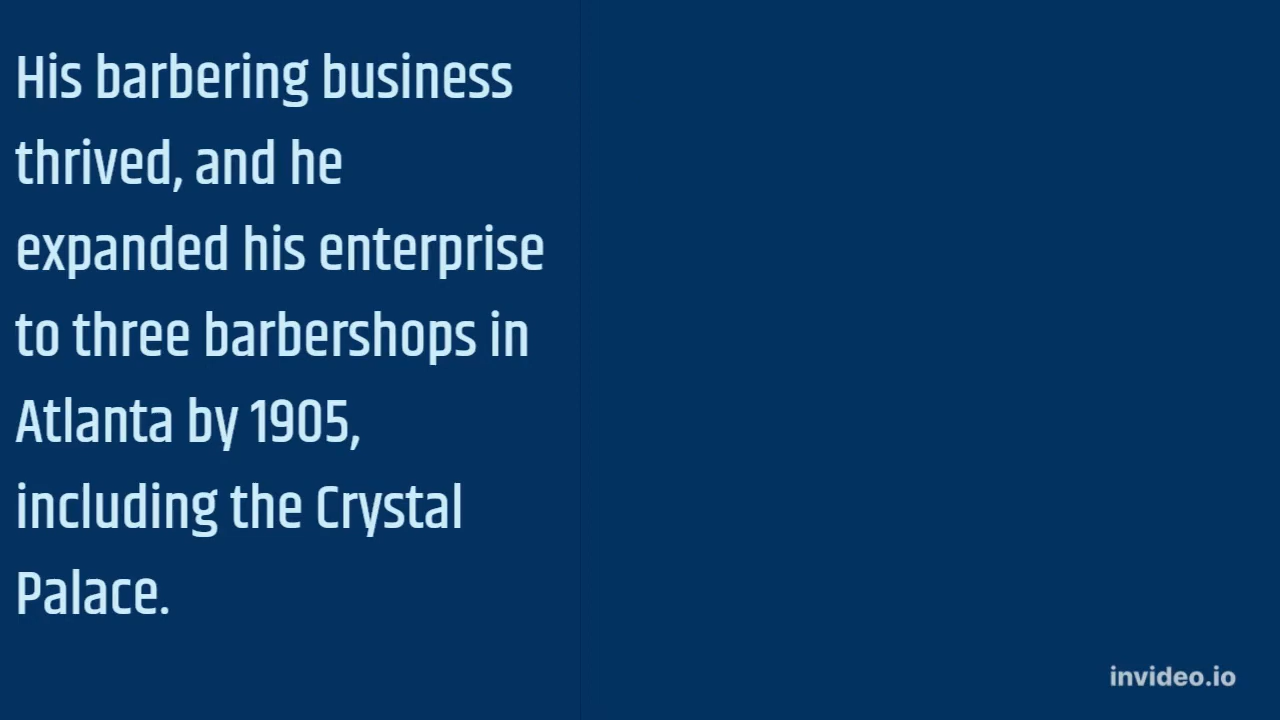 His barbering business
thrived, and he
expanded his enterprise
to three barbershops in
Atlanta by 1905,
including the Crystal
Palace.
invideo.io